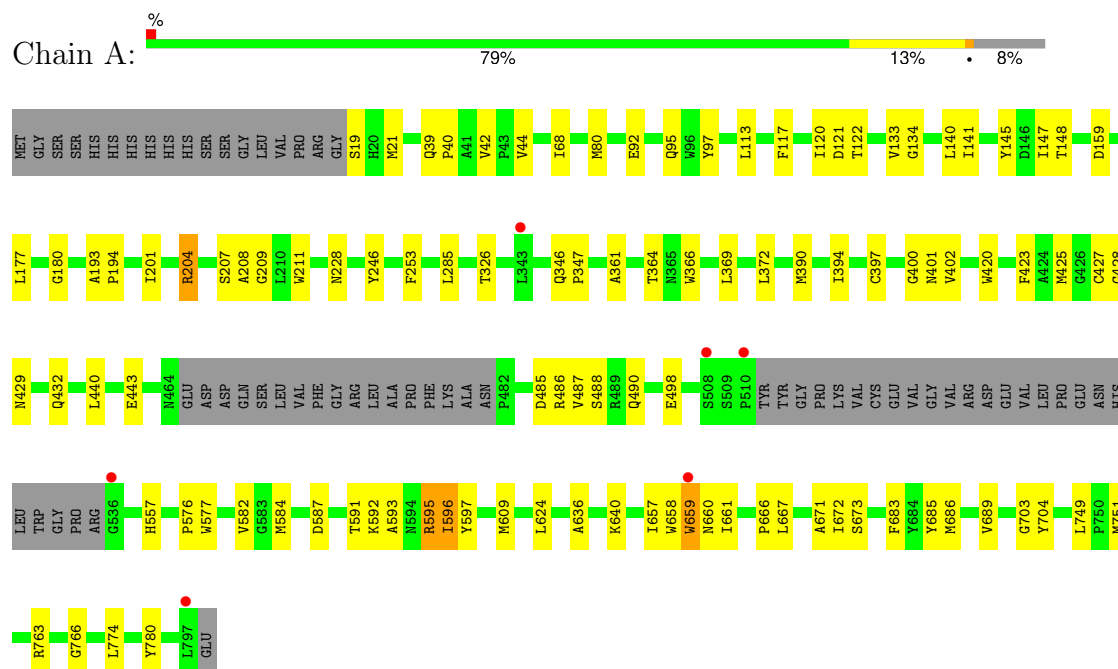 %
Chain A:
79% 13% • 8%
MET GLY SER SER HIS HIS HIS HIS HIS HIS SER SER GLY LEU VAL PRO ARG GLY S19 H20 M21 Q39 P40 A41 V42 P43 V44 I68 M80 E92 Q95 W96 Y97 L113 F117 I120 D121 T122 V133 G134 L140 I141 Y145 D146 I147 T148 D159
L177 G180 A193 P194 I201 R204 S207 A208 G209 L210 W211 N228 Y246 F253 L285 T326 L343 Q346 P347 A361 T364 N365 W366 L369 L372 M390 I394 C397 G400 N401 V402 W420 F423 A424 M425 G426 C427 G428
N429 Q432 L440 E443 N464 GLU ASP ASP GLN SER LEU VAL PHE GLY ARG LEU ALA PRO PHE LYS ALA ASN P482 D485 R486 V487 S488 R489 Q490 E498 S508 S509 P510 TYR TYR GLY PRO LYS VAL CYS GLU VAL GLY VAL ARG ASP GLU VAL LEU PRO GLU ASN HIS
LEU TRP GLY PRO ARG G536 H557 P576 W577 V582 G583 M584 D587 T591 K592 A593 N594 R595 I596 Y597 M609 L624 A636 K640 I657 W658 W659 N660 I661 P666 L667 A671 I672 S673 F683 Y684 Y685 M686 V689 G703 Y704 L749 P750 M751
R763 G766 L774 Y780 L797 GLU